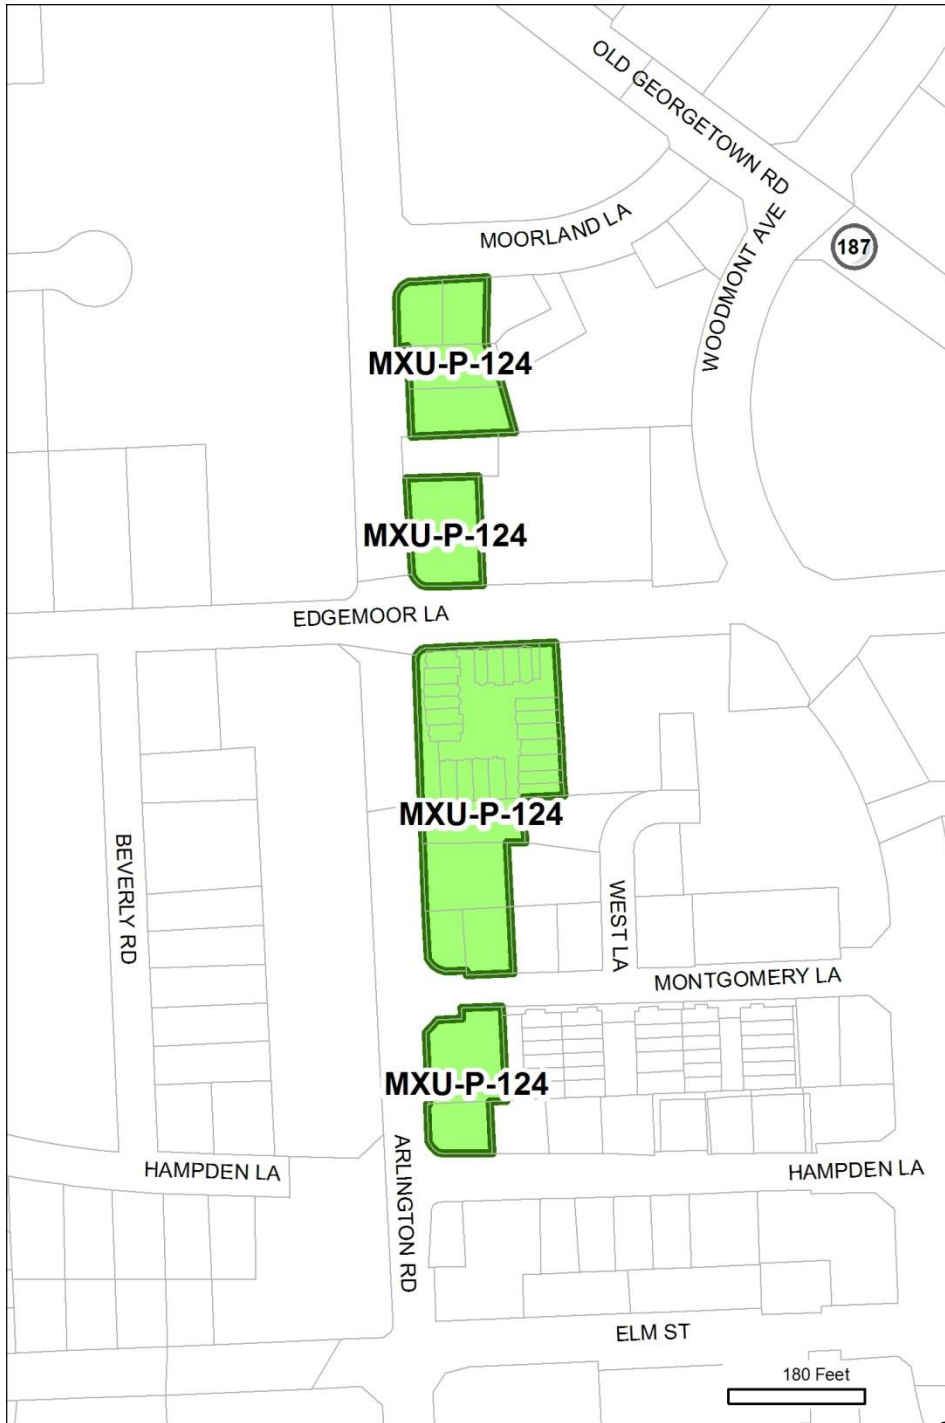 OLD GEORGETOWN RD
MOORLAND LA
187
WOODMONT AVE
MXU-P-124
MXU-P-124
EDGEMOOR LA
MXU-P-124
BEVERLY RD
WEST LA
MONTGOMERY LA
MXU-P-124
HAMPDEN LA
HAMPDEN LA
ARLINGTON RD
ELM ST
180 Feet